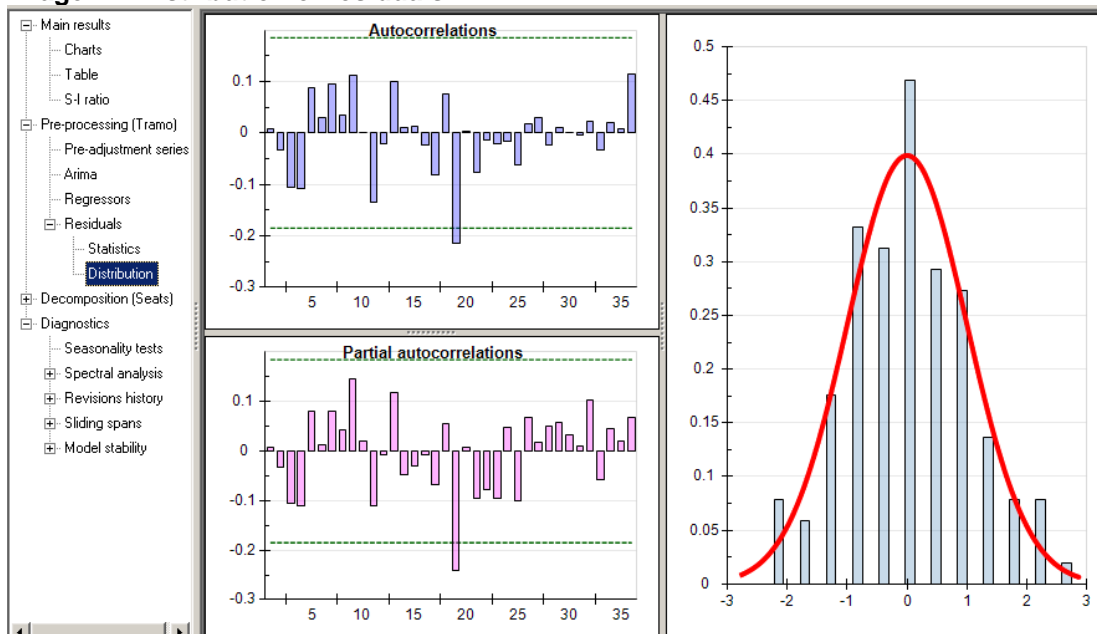 Main results
Charts
Table
S-I ratio
Pre-processing (Tramo)
Pre-adjustment series
Arima
Regressors
Residuals
Statistics
Distribution
Decomposition (Seats)
Diagnostics
Seasonality tests
Spectral analysis
Revisions history
Sliding spans
Model stability
Autocorrelations
0.1
0
-0.1
-0.2
-0.3
5 10 15 20 25 30 35
Partial autocorrelations
0.1
0
-0.1
-0.2
-0.3
5 10 15 20 25 30 35
0.5
0.45
0.4
0.35
0.3
0.25
0.2
0.15
0.1
0.05
0
-3 -2 -1 0 1 2 3